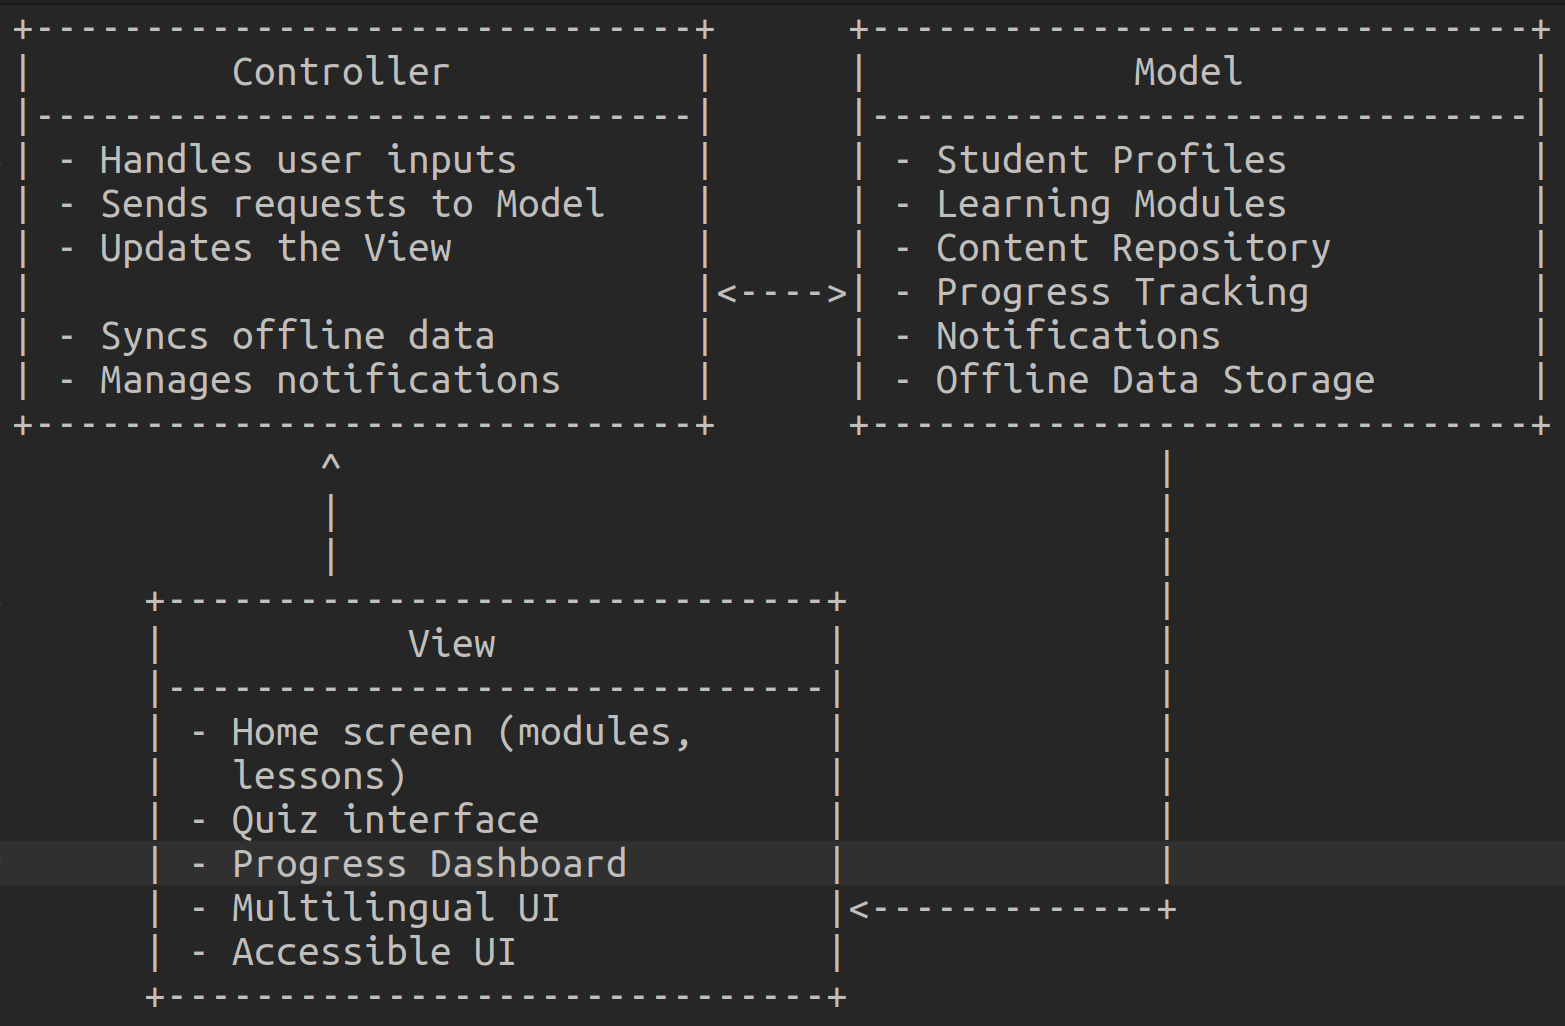 Controller
- Handles user inputs
- Sends requests to Model
- Updates the View
- Syncs offline data
- Manages notifications
<---->
Model
- Student Profiles
- Learning Modules
- Content Repository
- Progress Tracking
- Notifications
- Offline Data Storage
View
- Home screen (modules,
lessons)
- Quiz interface
- Progress Dashboard
- Multilingual UI
- Accessible UI